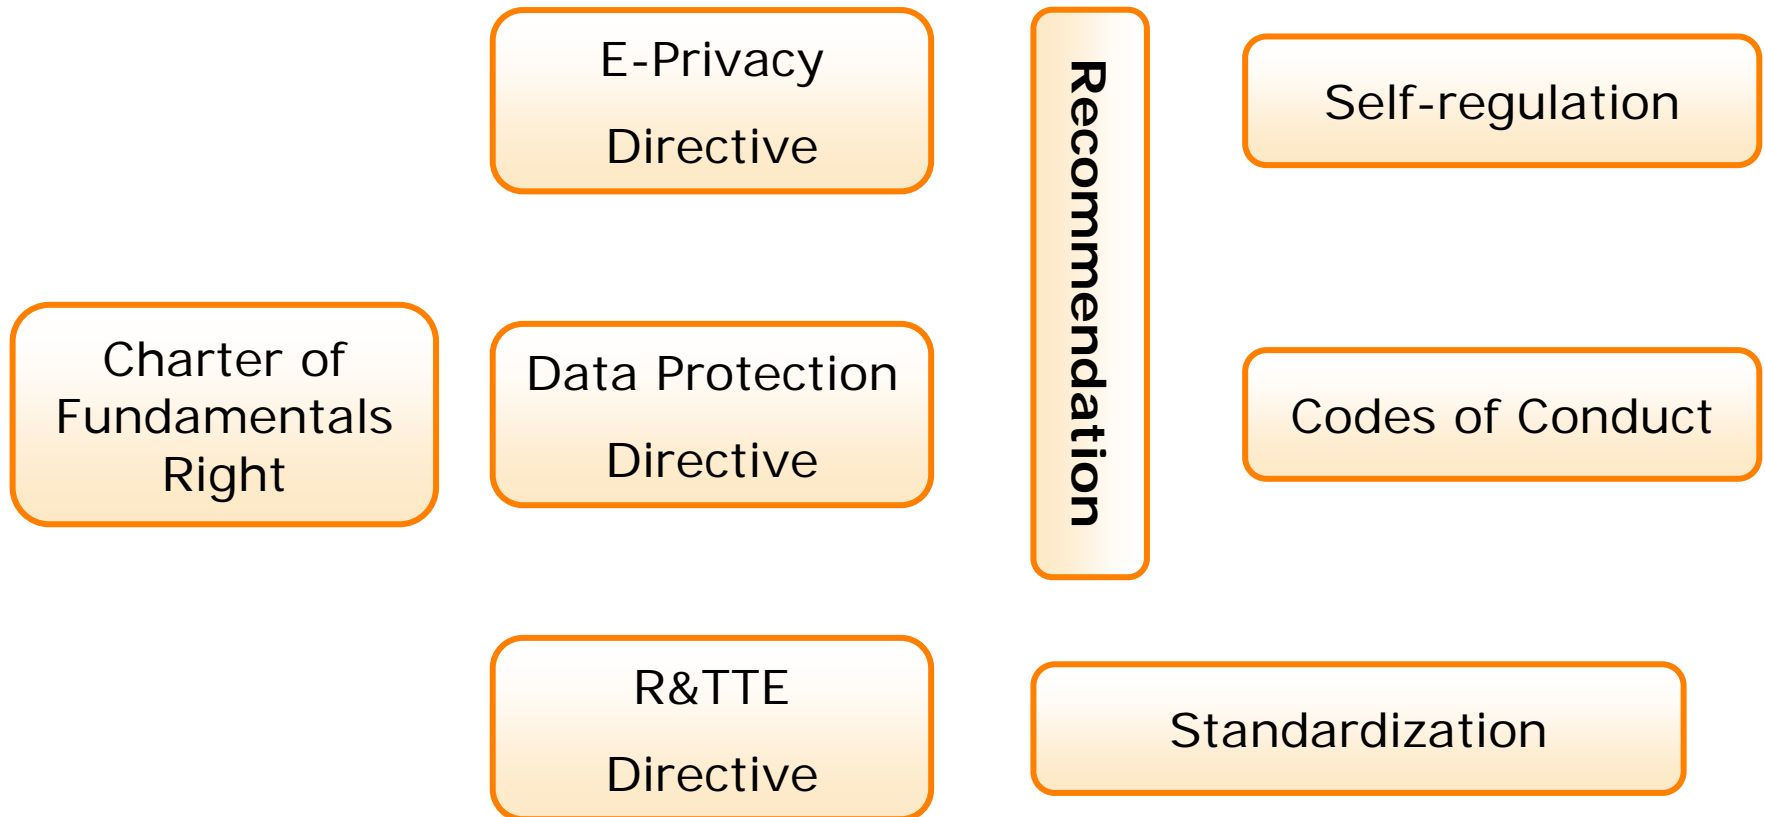 E-Privacy
Directive
Recommendation
Self-regulation
Charter of
Fundamentals
Right
Data Protection
Directive
Codes of Conduct
R&TTE
Directive
Standardization